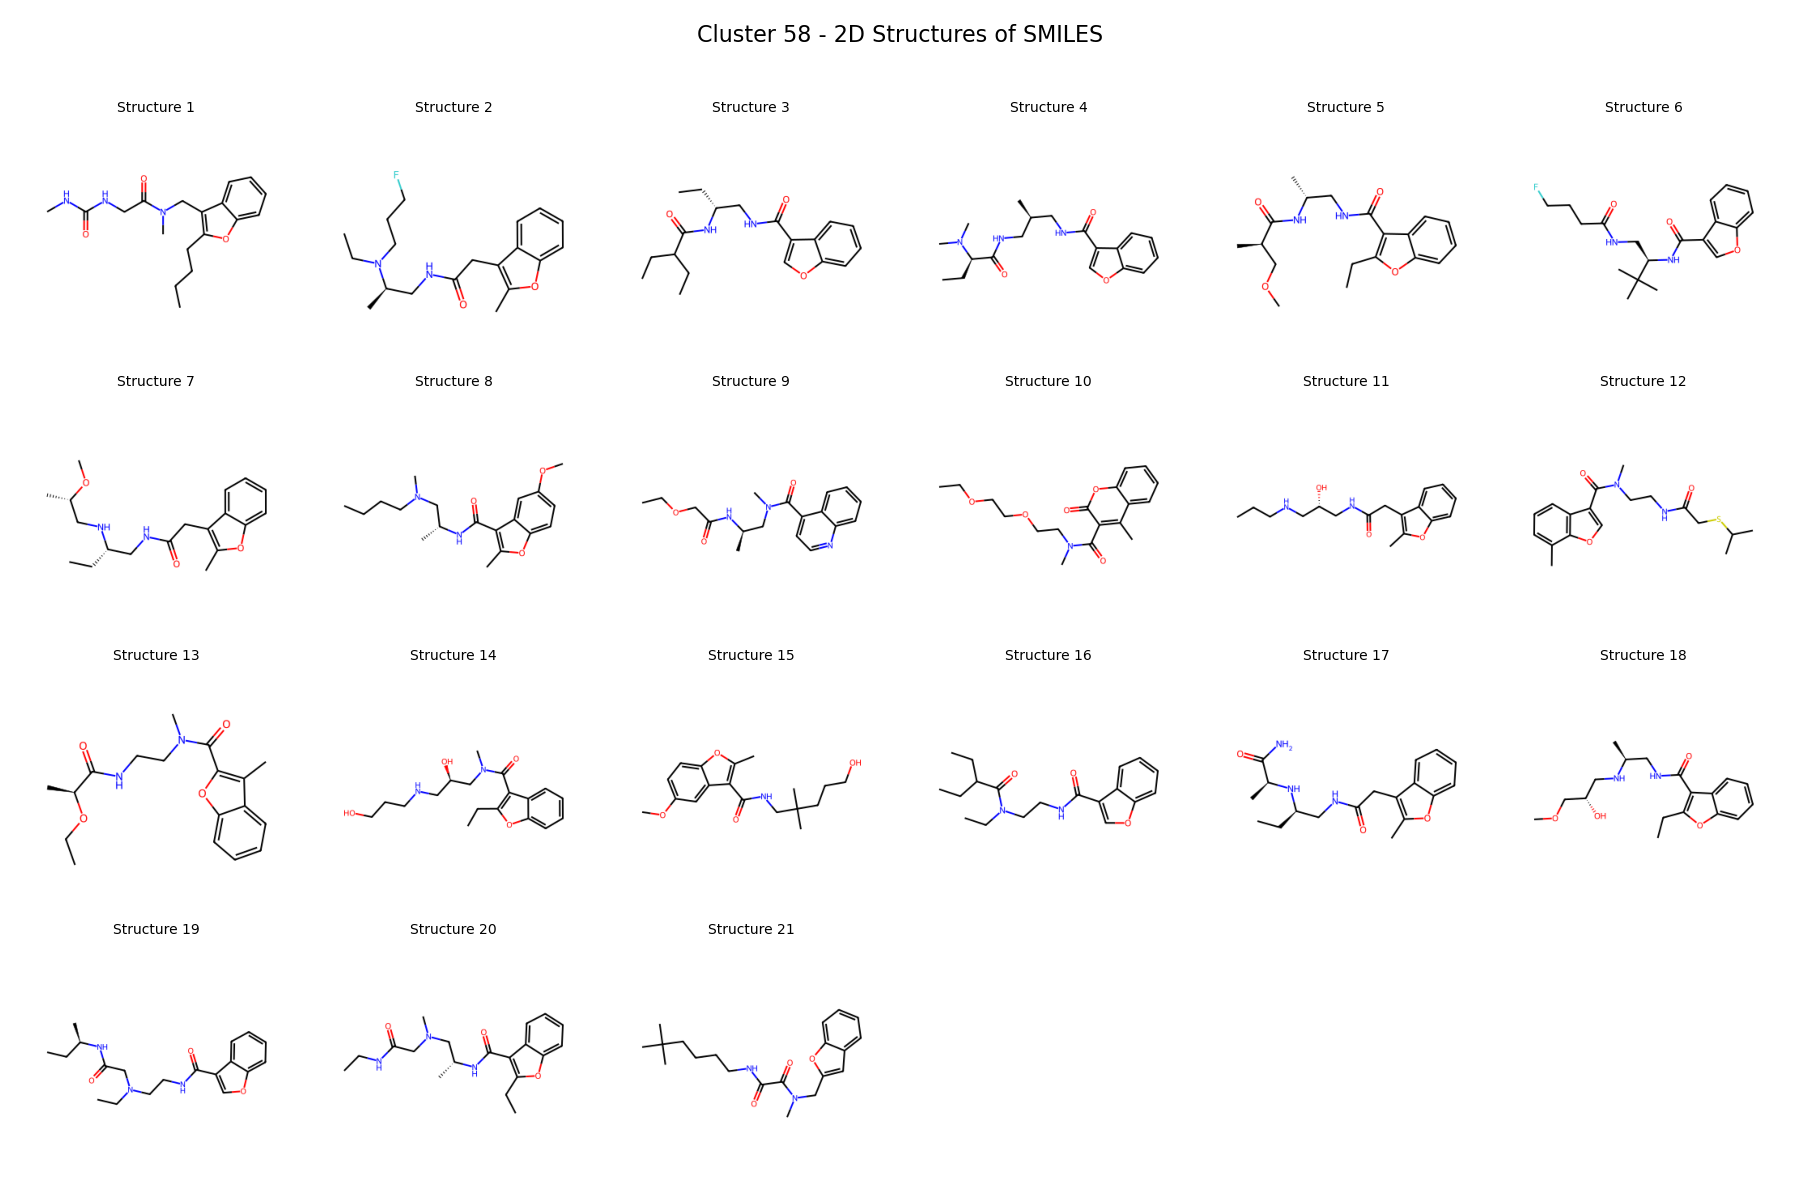 Cluster 58 - 2D Structures of SMILES
Structure 1
Structure 2
Structure 3
Structure 4
Structure 5
Structure 6
Structure 7
Structure 8
Structure 9
Structure 10
Structure 11
Structure 12
Structure 13
Structure 14
Structure 15
Structure 16
Structure 17
Structure 18
Structure 19
Structure 20
Structure 21